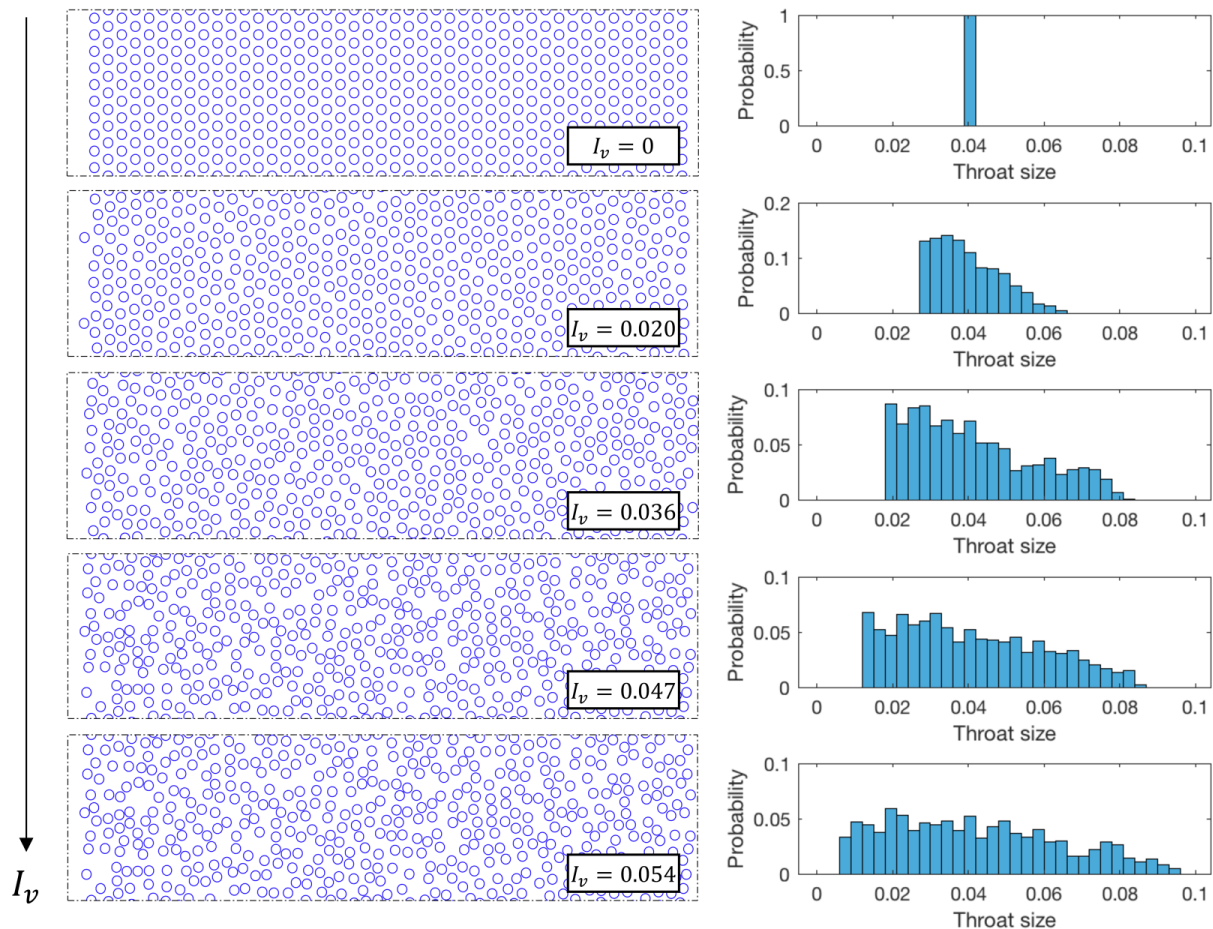 I_v = 0
Probability
1
0.5
0
0 0.02 0.04 0.06 0.08 0.1
Throat size
I_v = 0.020
Probability
0.2
0.1
0
0 0.02 0.04 0.06 0.08 0.1
Throat size
I_v = 0.036
Probability
0.1
0.05
0
0 0.02 0.04 0.06 0.08 0.1
Throat size
I_v = 0.047
Probability
0.1
0.05
0
0 0.02 0.04 0.06 0.08 0.1
Throat size
I_v = 0.054
Probability
0.1
0.05
0
0 0.02 0.04 0.06 0.08 0.1
Throat size
I_v